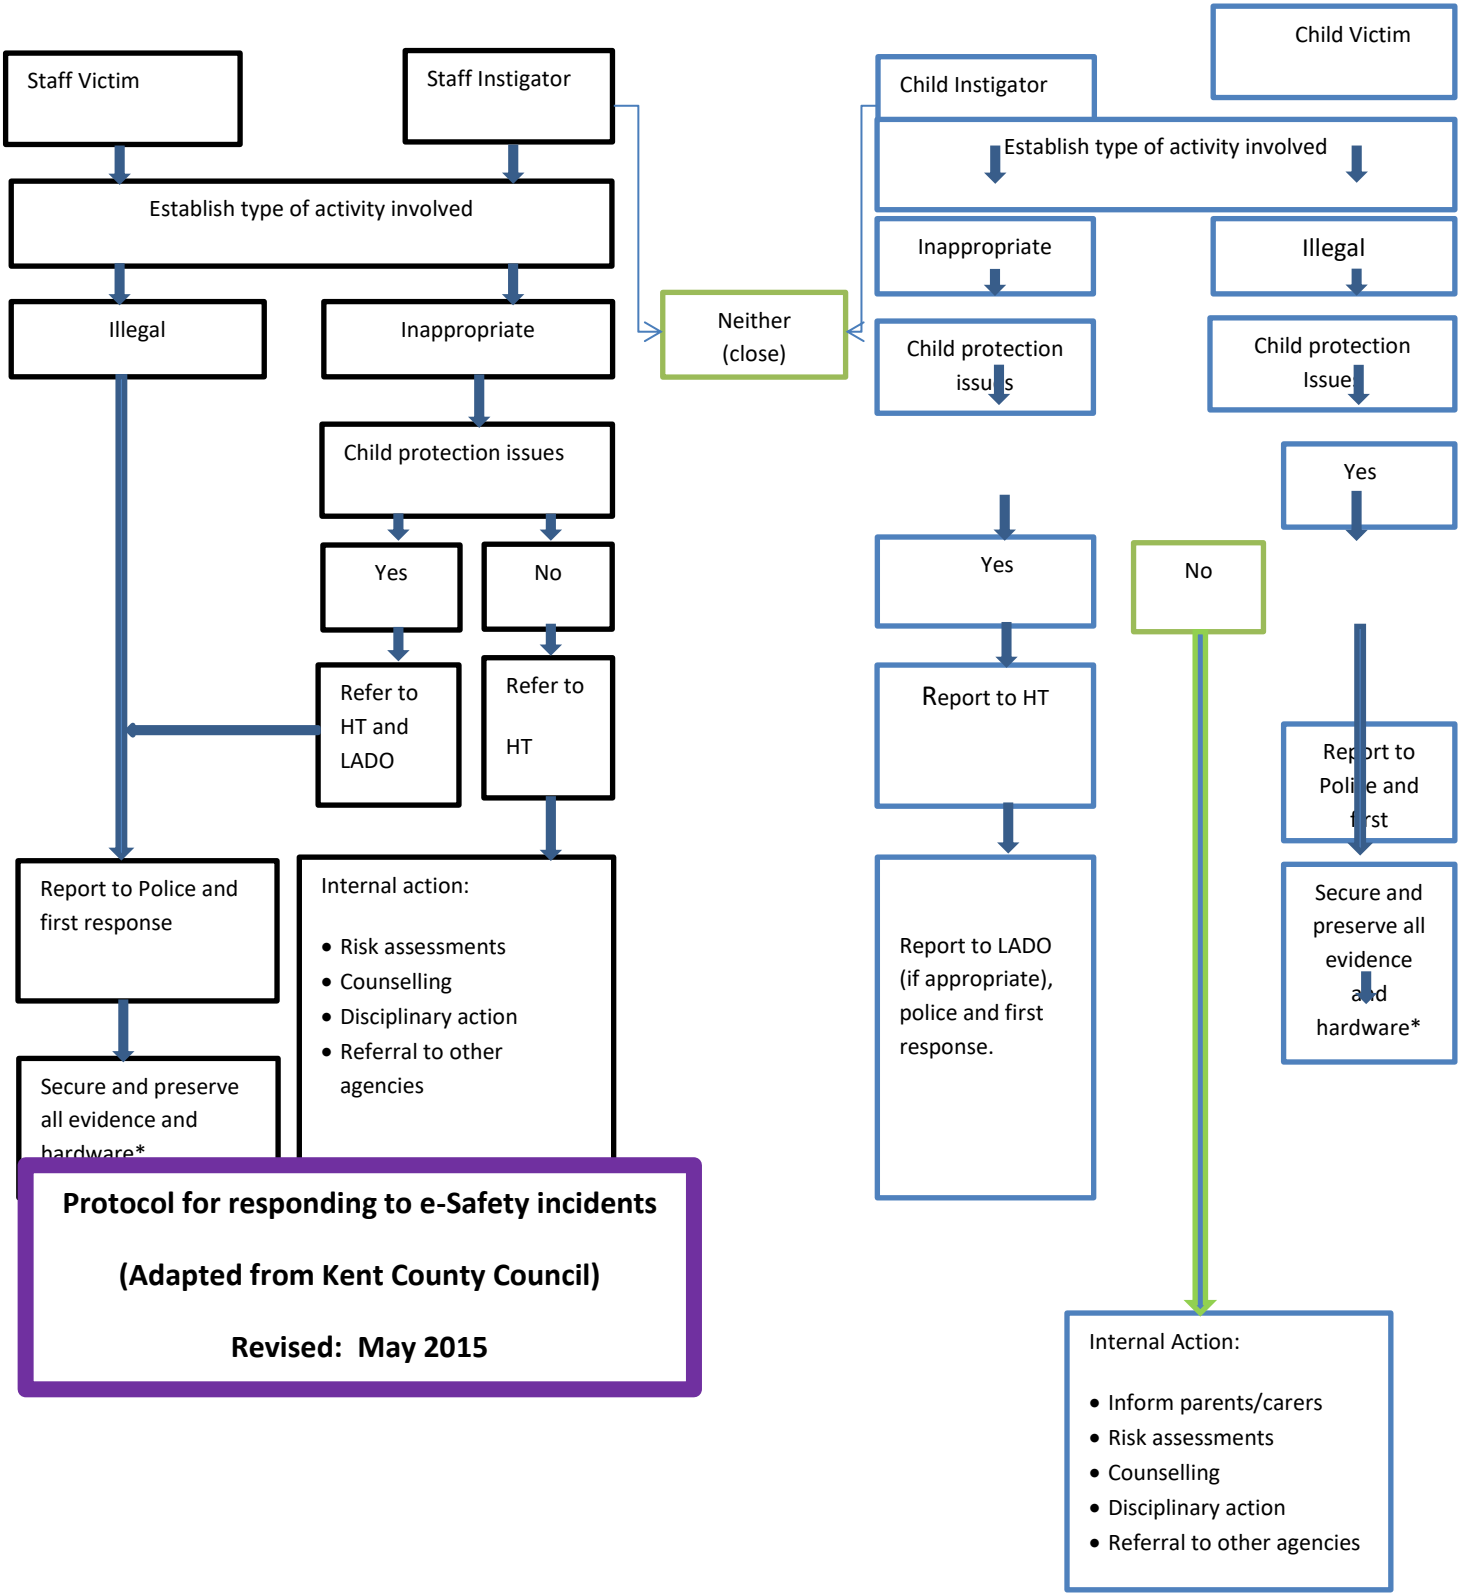 Child Victim
Staff Victim
Staff Instigator
Child Instigator
Establish type of activity involved
Establish type of activity involved
Illegal
Inappropriate
Neither
(close)
Inappropriate
Illegal
Child protection issues
Child protection
issues
Child protection
Issues
Yes
No
Yes
No
Yes
Refer to
HT and
LADO
Refer to
HT
Report to HT
Report to
Police and
first
Report to Police and
first response
Internal action:
• Risk assessments
• Counselling
• Disciplinary action
• Referral to other
agencies
Report to LADO
(if appropriate),
police and first
response.
Secure and
preserve all
evidence
and
hardware*
Secure and preserve
all evidence and
hardware*
Protocol for responding to e-Safety incidents
(Adapted from Kent County Council)
Revised: May 2015
Internal Action:
• Inform parents/carers
• Risk assessments
• Counselling
• Disciplinary action
• Referral to other agencies